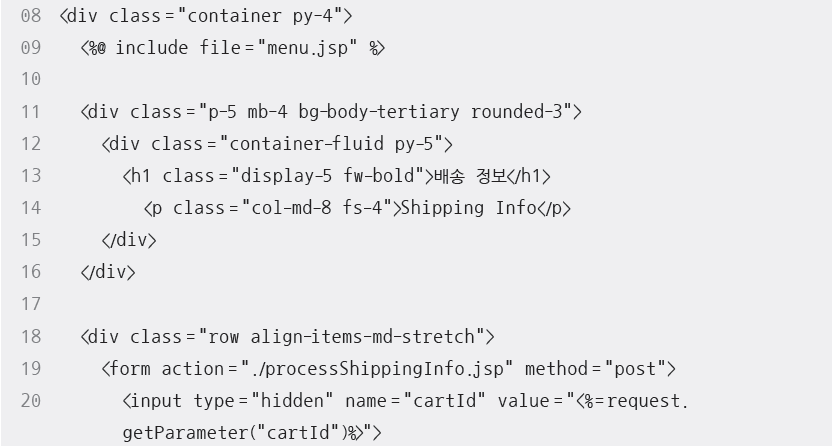 08 <div class="container py-4">
09 <%@ include file="menu.jsp" %>
10
11 <div class="p-5 mb-4 bg-body-tertiary rounded-3">
12 <div class="container-fluid py-5">
13 <h1 class="display-5 fw-bold">배송 정보</h1>
14 <p class="col-md-8 fs-4">Shipping Info</p>
15 </div>
16 </div>
17
18 <div class="row align-items-md-stretch">
19 <form action="./processShippingInfo.jsp" method="post">
20 <input type="hidden" name="cartId" value="<%=request.
getParameter("cartId")%>">